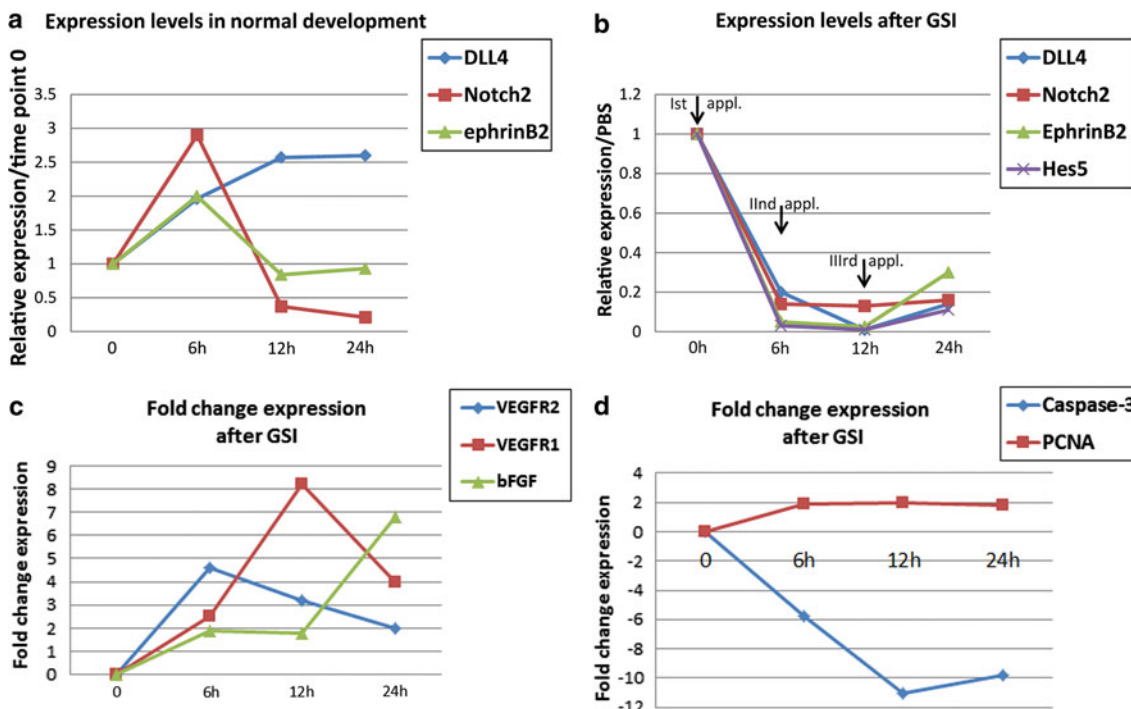 a Expression levels in normal development
DLL4
Notch2
ephrinB2
Relative expression/time point 0
3.5
3
2.5
2
1.5
1
0.5
0
0 6h 12h 24h
b Expression levels after GSI
DLL4
Notch2
EphrinB2
Hes5
Relative expression/PBS
1.2
1
0.8
0.6
0.4
0.2
0
Ist appl.
IInd appl.
IIIrd appl.
0h 6h 12h 24h
c Fold change expression
after GSI
VEGFR2
VEGFR1
bFGF
Fold change expression
9
8
7
6
5
4
3
2
1
0
0 6h 12h 24h
d Fold change expression
after GSI
Caspase-3
PCNA
Fold change expression
4
2
0
-2
-4
-6
-8
-10
-12
0 6h 12h 24h